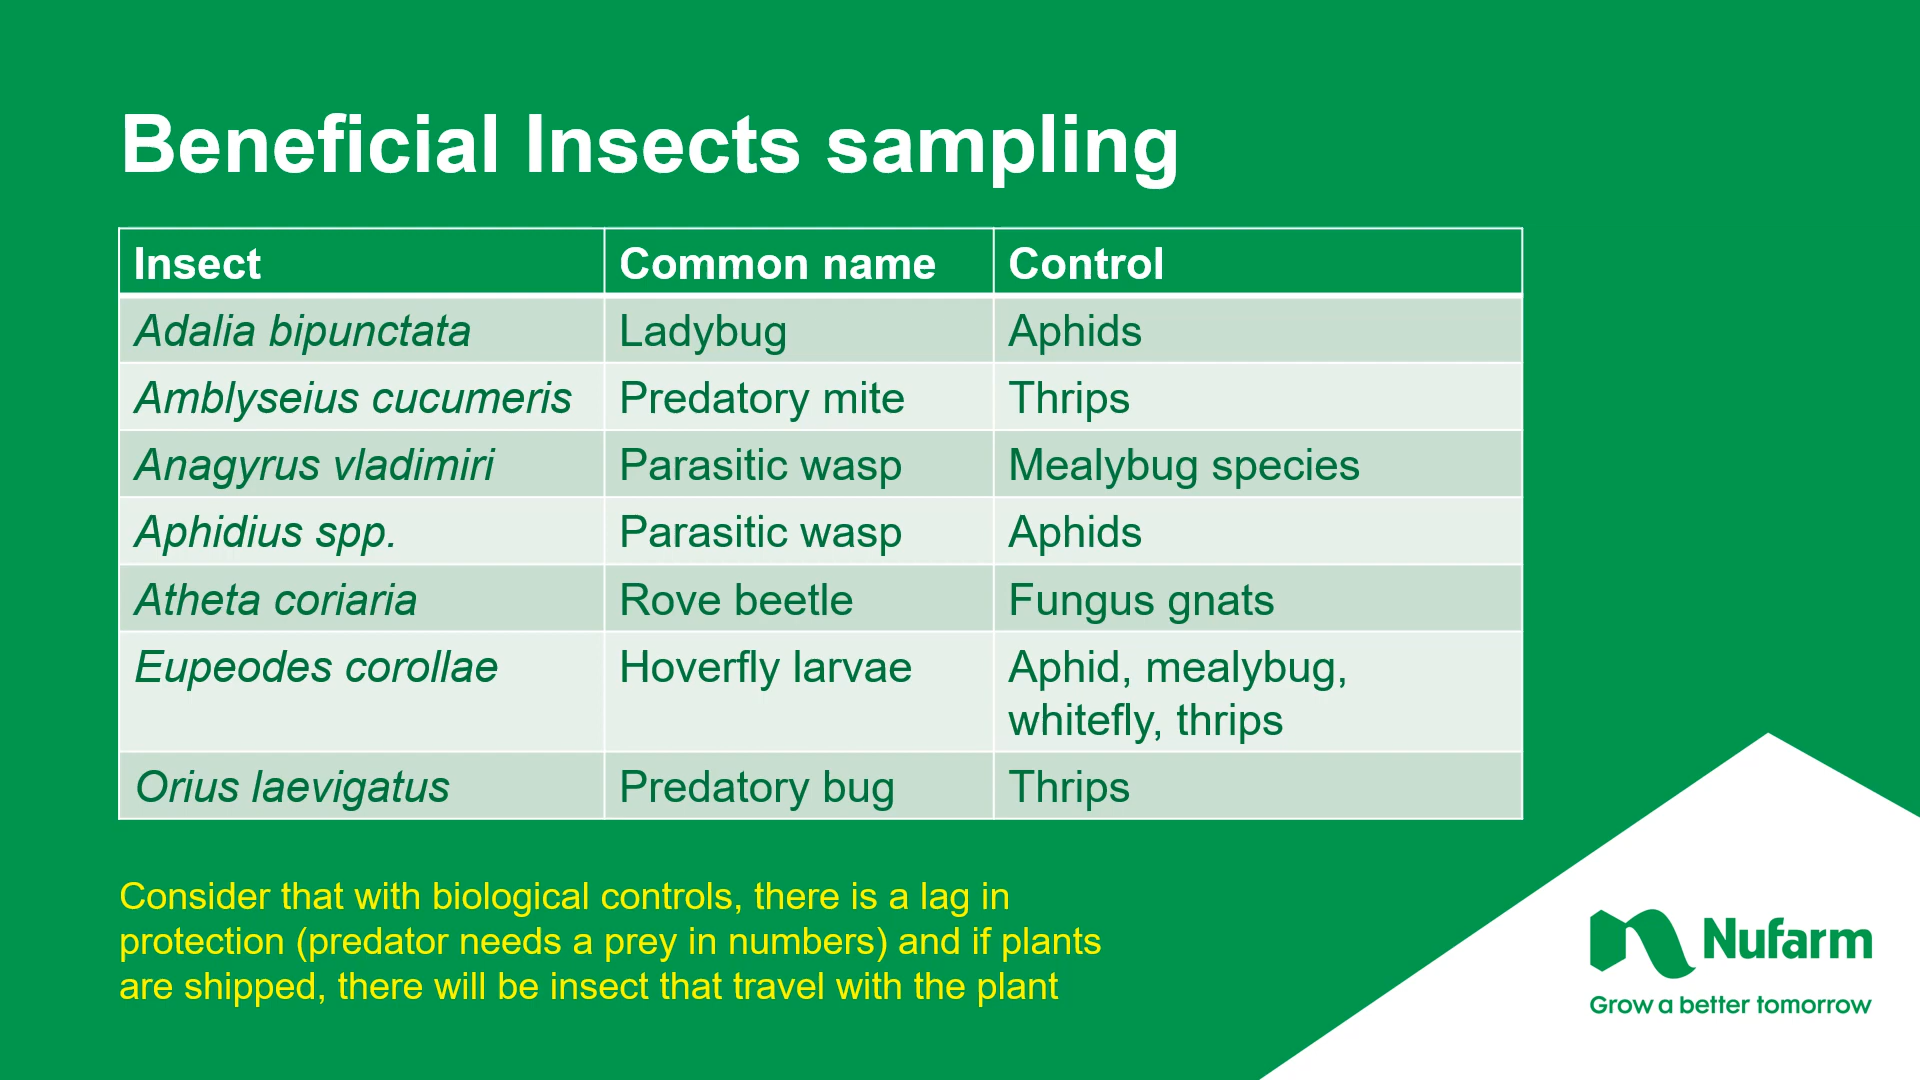 Beneficial Insects sampling
Insect Common name Control
Adalia bipunctata Ladybug Aphids
Amblyseius cucumeris Predatory mite Thrips
Anagyrus vladimiri Parasitic wasp Mealybug species
Aphidius spp. Parasitic wasp Aphids
Atheta coriaria Rove beetle Fungus gnats
Eupeodes corollae Hoverfly larvae Aphid, mealybug,
whitefly, thrips
Orius laevigatus Predatory bug Thrips
Consider that with biological controls, there is a lag in
protection (predator needs a prey in numbers) and if plants
are shipped, there will be insect that travel with the plant
Nufarm
Grow a better tomorrow